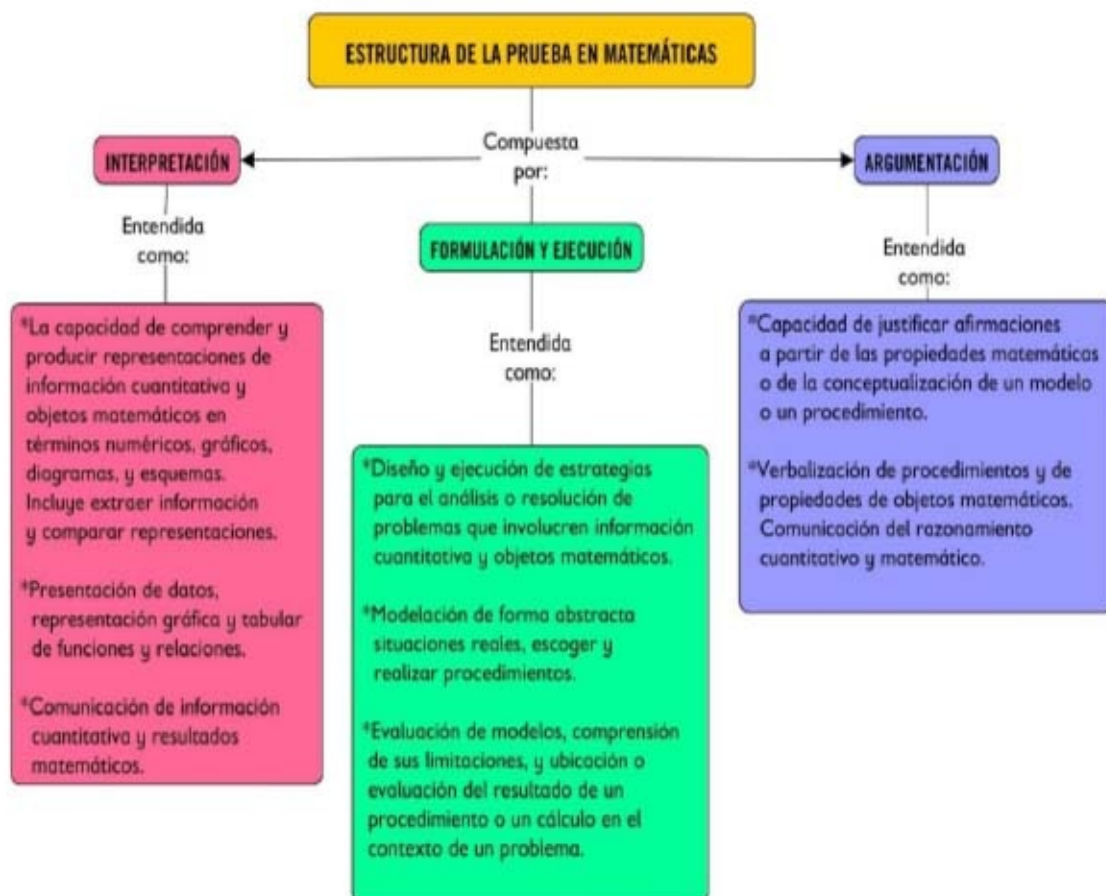 ESTRUCTURA DE LA PRUEBA EN MATEMÁTICAS
Compuesta
por:
INTERPRETACIÓN
ARGUMENTACIÓN
FORMULACIÓN Y EJECUCIÓN
Entendida
como:
*La capacidad de comprender y
producir representaciones de
información cuantitativa y
objetos matemáticos en
términos numéricos, gráficos,
diagramas, y esquemas.
Incluye extraer información
y comparar representaciones.
*Presentación de datos,
representación gráfica y tabular
de funciones y relaciones.
*Comunicación de información
cuantitativa y resultados
matemáticos.
Entendida
como:
*Diseño y ejecución de estrategias
para el análisis o resolución de
problemas que involucren información
cuantitativa y objetos matemáticos.
*Modelación de forma abstracta
situaciones reales, escoger y
realizar procedimientos.
*Evaluación de modelos, comprensión
de sus limitaciones, y ubicación o
evaluación del resultado de un
procedimiento o un cálculo en el
contexto de un problema.
Entendida
como:
*Capacidad de justificar afirmaciones
a partir de las propiedades matemáticas
o de la conceptualización de un modelo
o un procedimiento.
*Verbalización de procedimientos y de
propiedades de objetos matemáticos.
Comunicación del razonamiento
cuantitativo y matemático.